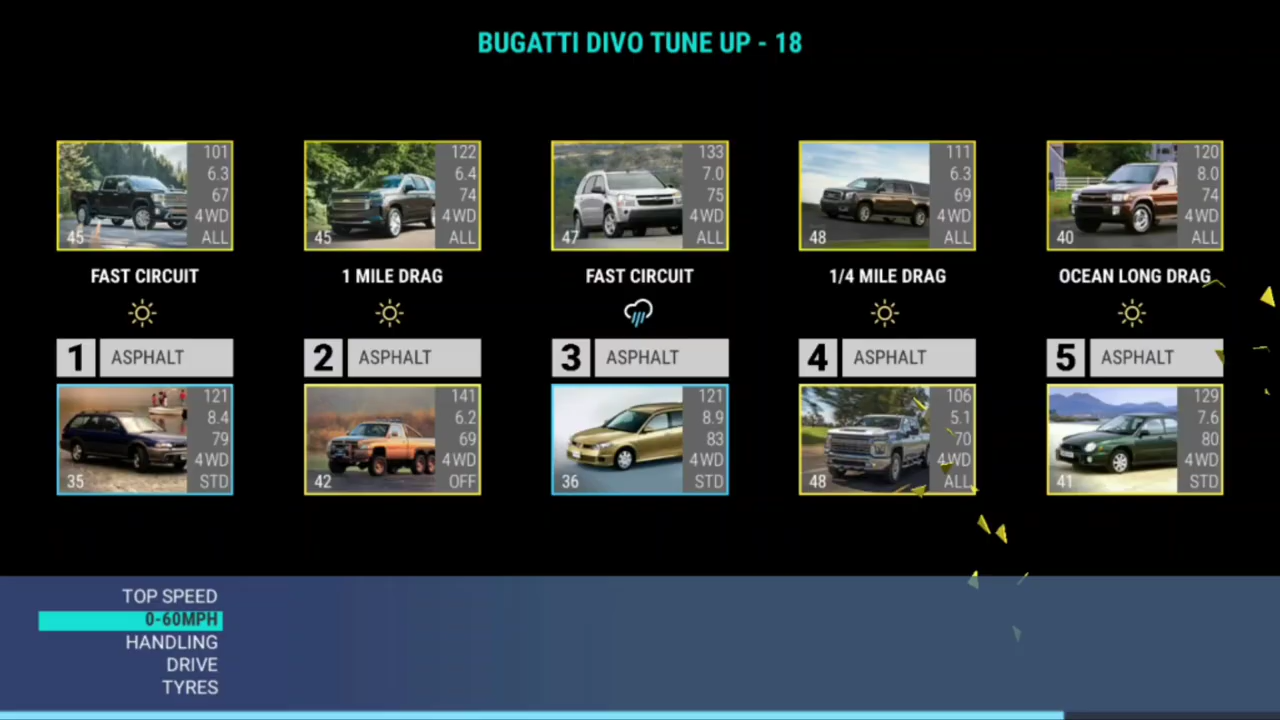 BUGATTI DIVO TUNE UP - 18
101
6.3
67
4WD
45 ALL
122
6.4
74
4WD
45 ALL
133
7.0
75
4WD
47 ALL
111
6.3
69
4WD
48 ALL
120
8.0
74
4WD
40 ALL
FAST CIRCUIT
1 MILE DRAG
FAST CIRCUIT
1/4 MILE DRAG
OCEAN LONG DRAG
1 ASPHALT
2 ASPHALT
3 ASPHALT
4 ASPHALT
5 ASPHALT
121
8.4
79
4WD
35 STD
141
6.2
69
4WD
42 OFF
121
8.9
83
4WD
36 STD
106
5.1
70
4WD
48 ALL
129
7.6
80
4WD
41 STD
TOP SPEED
0-60MPH
HANDLING
DRIVE
TYRES